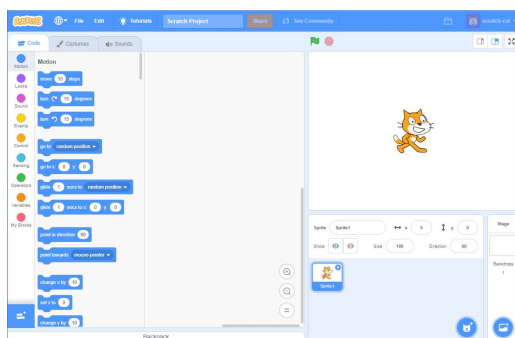 SCRATCH File Edit Tutorials Scratch Project Share See Community scratch-cat
Code Costumes Sounds
Motion
Motion
Looks
Sound
Events
Control
Sensing
Operators
Variables
My Blocks
move 10 steps
turn 15 degrees
turn 15 degrees
go to random position
go to x: 0 y: 0
glide 1 secs to random position
glide 1 secs to x: 0 y: 0
point in direction 90
point towards mouse-pointer
change x by 10
set x to 0
change y by 10
Backpack
Sprite Sprite1 x 0 y 0
Show Size 100 Direction 90
Sprite1
Stage
Backdrops
1